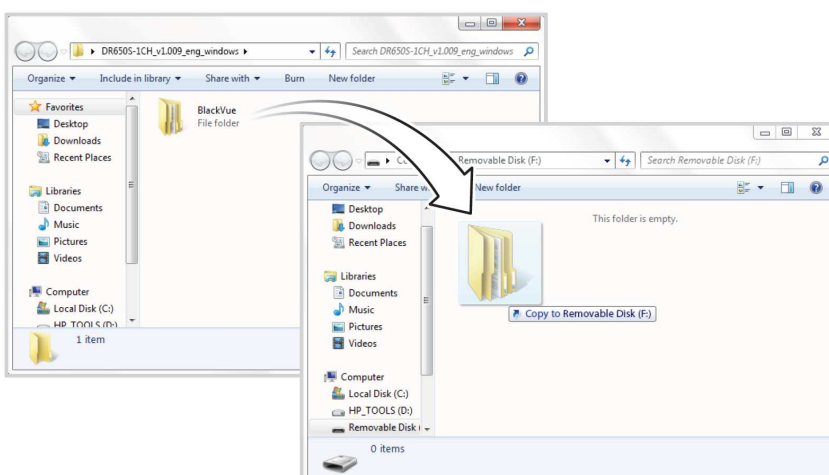 DR650S-1CH_v1.009_eng_windows
Search DR650S-1CH_v1.009_eng_windows
Organize
Include in library
Share with
Burn
New folder
Favorites
Desktop
Downloads
Recent Places
Libraries
Documents
Music
Pictures
Videos
Computer
Local Disk (C:)
HP_TOOLS (D:)
1 item
BlackVue
File folder
Removable Disk (F:)
Search Removable Disk (F:)
Organize
Share
New folder
Desktop
Downloads
Recent Places
Libraries
Documents
Music
Pictures
Videos
Computer
Local Disk (C:)
HP_TOOLS (D:)
Removable Disk
0 items
This folder is empty.
Copy to Removable Disk (F:)